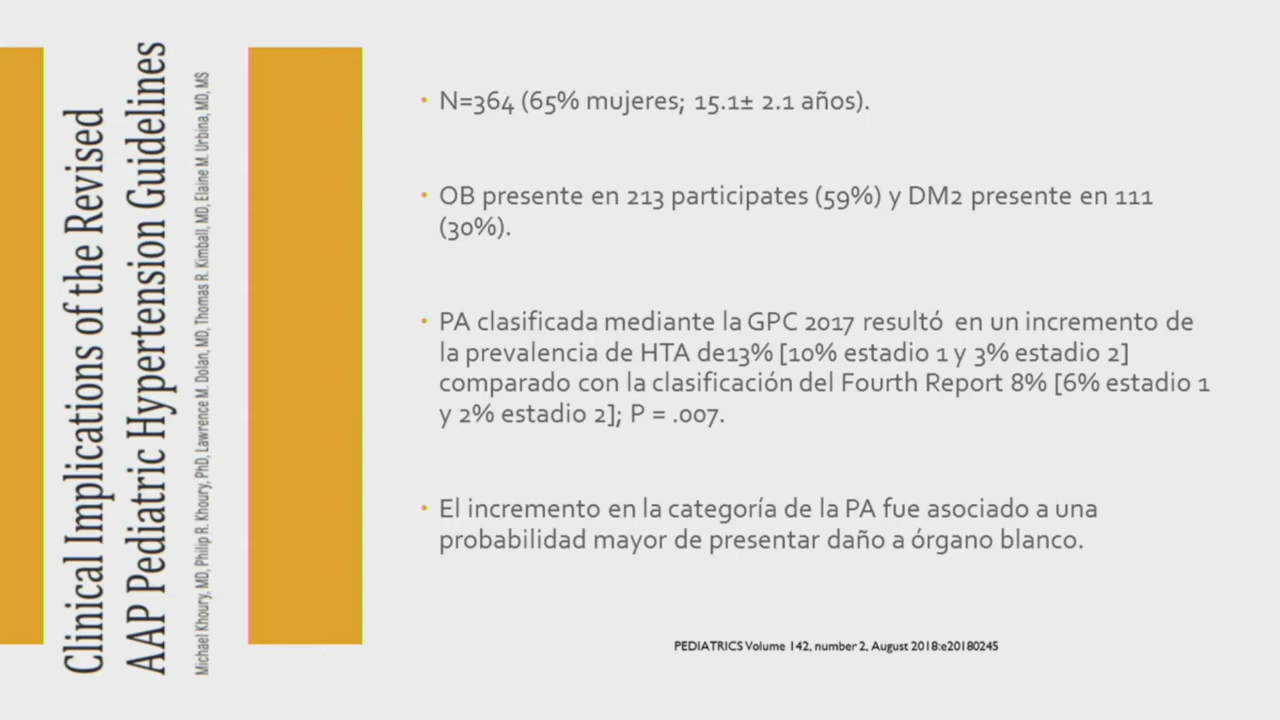 Clinical Implications of the Revised
AAP Pediatric Hypertension Guidelines
Michael Khoury, MD, Philip R. Khoury, PhD, Lawrence M. Dolan, MD, Thomas R. Kimball, MD, Elaine M. Urbina, MD, MS
• N=364 (65% mujeres; 15.1± 2.1 años).
• OB presente en 213 participates (59%) y DM2 presente en 111
(30%).
• PA clasificada mediante la GPC 2017 resultó en un incremento de
la prevalencia de HTA de13% [10% estadio 1 y 3% estadio 2]
comparado con la clasificación del Fourth Report 8% [6% estadio 1
y 2% estadio 2]; P = .007.
• El incremento en la categoría de la PA fue asociado a una
probabilidad mayor de presentar daño a órgano blanco.
PEDIATRICS Volume 142, number 2, August 2018:e20180245